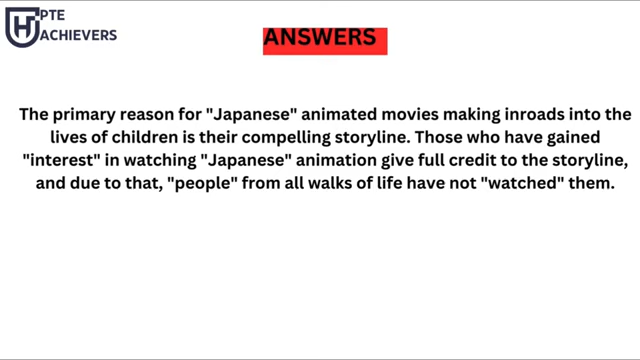 PTE
ACHIEVERS
ANSWERS
The primary reason for "Japanese" animated movies making inroads into the
lives of children is their compelling storyline. Those who have gained
"interest" in watching "Japanese" animation give full credit to the storyline,
and due to that, "people" from all walks of life have not "watched" them.